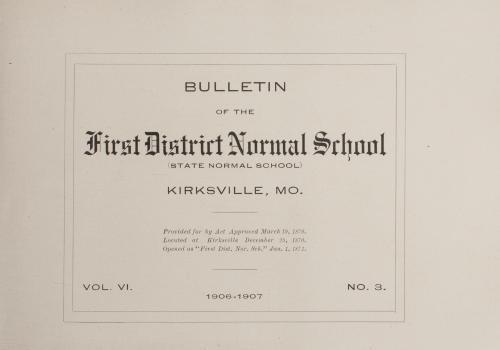 BULLETIN
OF THE
First District Normal School
(STATE NORMAL SCHOOL)
KIRKSVILLE, MO.
Provided for by Act Approved March 19, 1870.
Located at Kirksville December 29, 1870.
Opened as "First Dist. Nor. Sch." Jan. 1, 1871.
VOL. VI.
NO. 3.
1906-1907